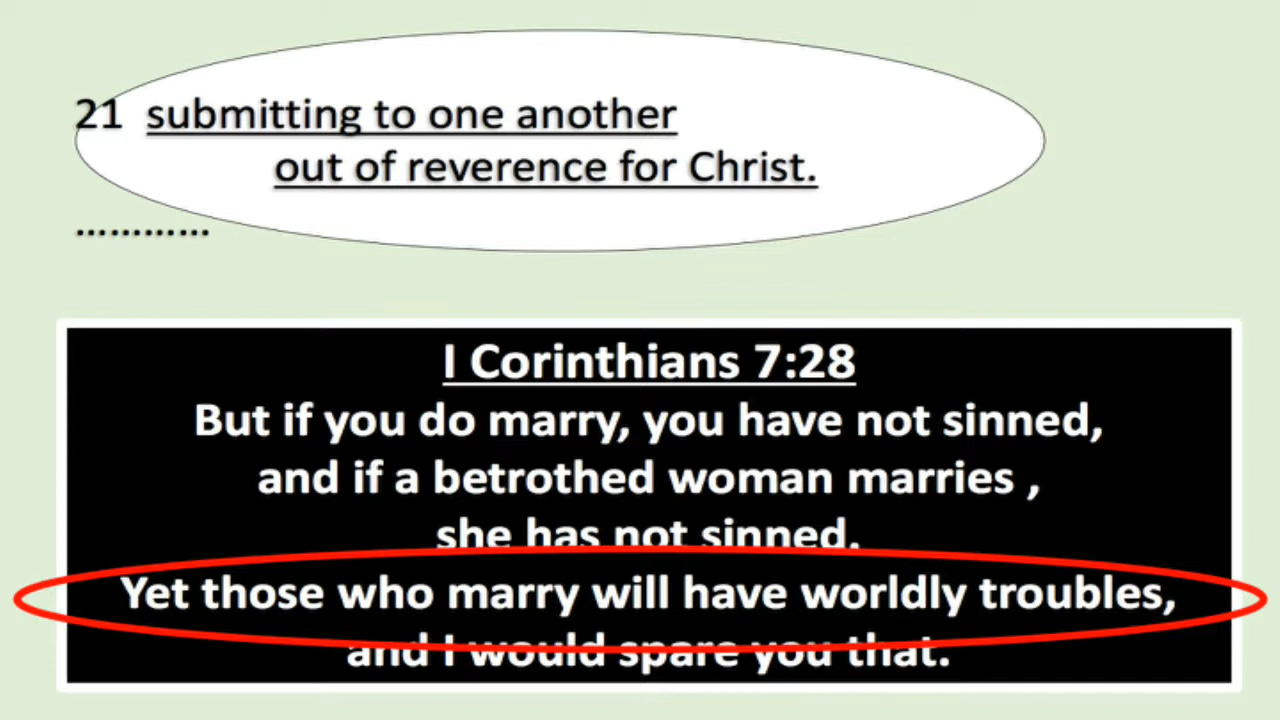 21 submitting to one another
out of reverence for Christ.
…………
I Corinthians 7:28
But if you do marry, you have not sinned,
and if a betrothed woman marries ,
she has not sinned.
Yet those who marry will have worldly troubles,
and I would spare you that.